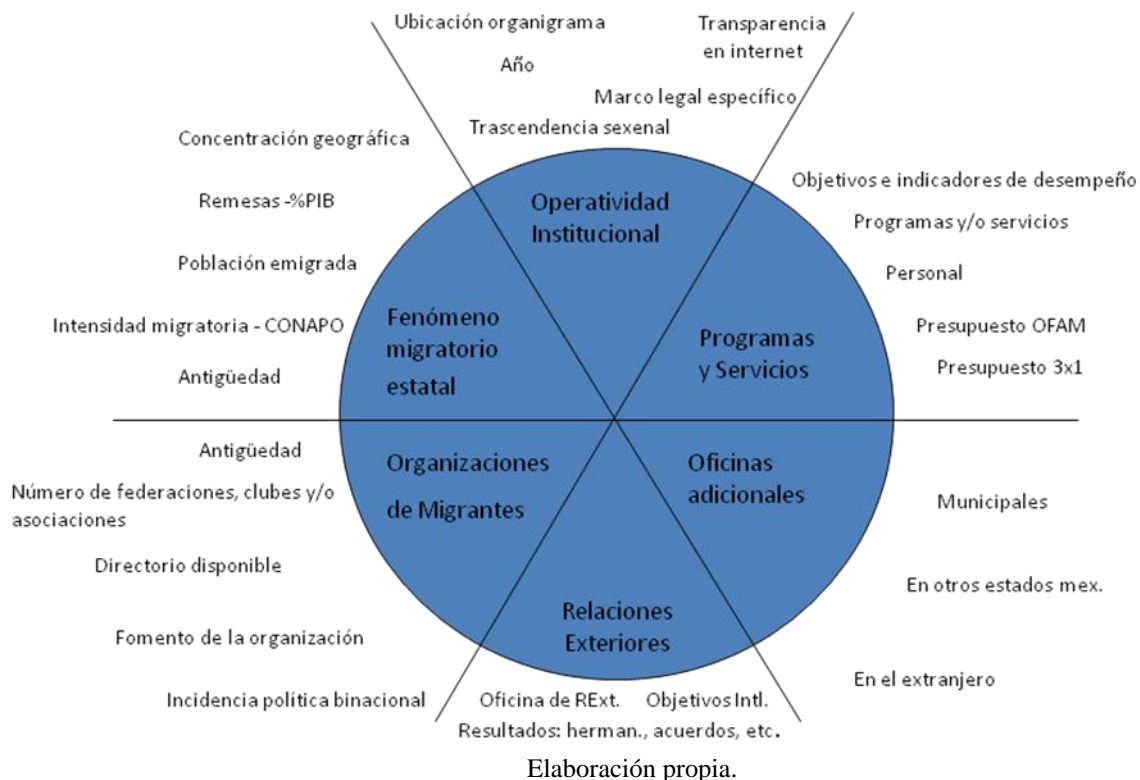 Ubicación organigrama
Año
Marco legal específico
Trascendencia sexenal
Transparencia
en internet
Operatividad
Institucional
Objetivos e indicadores de desempeño
Programas y/o servicios
Personal
Presupuesto OFAM
Presupuesto 3x1
Programas
y Servicios
Municipales
En otros estados mex.
En el extranjero
Oficinas
adicionales
Relaciones
Exteriores
Oficina de RExt.
Objetivos Intl.
Resultados: herman., acuerdos, etc.
Organizaciones
de Migrantes
Antigüedad
Número de federaciones, clubes y/o
asociaciones
Directorio disponible
Fomento de la organización
Incidencia política binacional
Fenómeno
migratorio
estatal
Concentración geográfica
Remesas -%PIB
Población emigrada
Intensidad migratoria - CONAPO
Antigüedad
Elaboración propia.